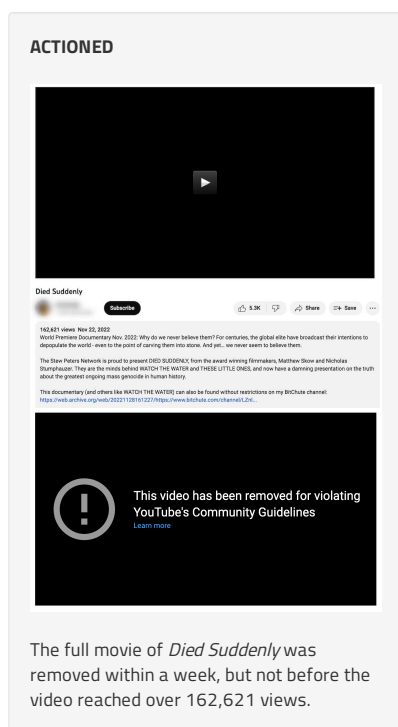 ACTIONED
Died Suddenly
Subscribe
5.3K
Share
Save
162,621 views Nov 22, 2022
World Premiere Documentary Nov. 2022: Why do we never believe them? For centuries, the global elite have broadcast their intentions to
depopulate the world - even to the point of carving them into stone. And yet... we never seem to believe them.
The Stew Peters Network is proud to present DIED SUDDENLY, from the award winning filmmakers, Matthew Skow and Nicholas
Stumphauzer. They are the minds behind WATCH THE WATER and THESE LITTLE ONES, and now have a damning presentation on the truth
about the greatest ongoing mass genocide in human history.
This documentary (and others like WATCH THE WATER) can also be found without restrictions on my BitChute channel:
https://web.archive.org/web/20221128161227/https://www.bitchute.com/channel/LZnI...
This video has been removed for violating
YouTube's Community Guidelines
Learn more
The full movie of Died Suddenly was
removed within a week, but not before the
video reached over 162,621 views.